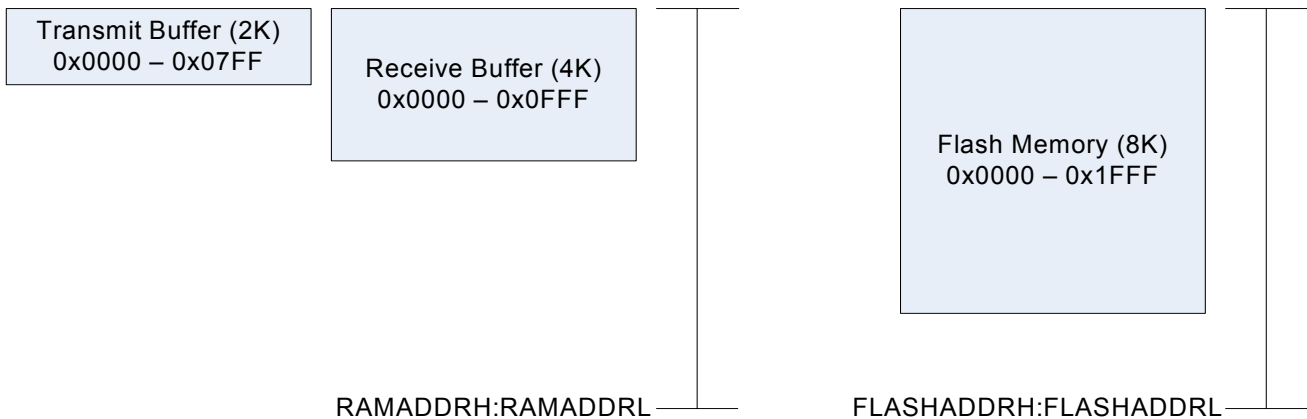 Transmit Buffer (2K)
0x0000 – 0x07FF
Receive Buffer (4K)
0x0000 – 0x0FFF
Flash Memory (8K)
0x0000 – 0x1FFF
RAMADDRH:RAMADDRL
FLASHADDRH:FLASHADDRL